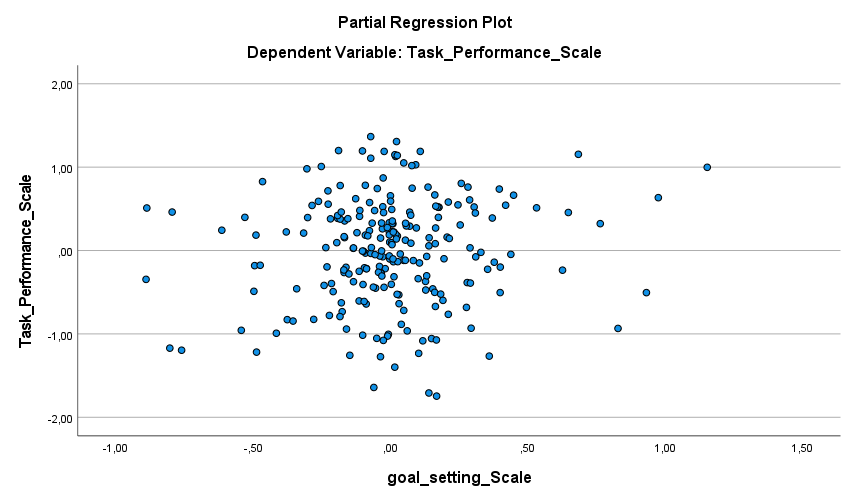 Partial Regression Plot
Dependent Variable: Task_Performance_Scale
2,00
1,00
,00
-1,00
-2,00
Task_Performance_Scale
-1,00 -,50 ,00 ,50 1,00 1,50
goal_setting_Scale